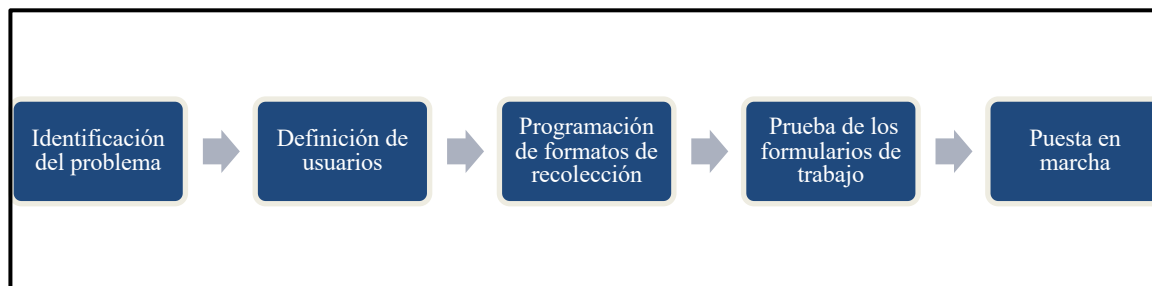 Identificación
del problema
Definición de
usuarios
Programación
de formatos de
recolección
Prueba de los
formularios de
trabajo
Puesta en
marcha